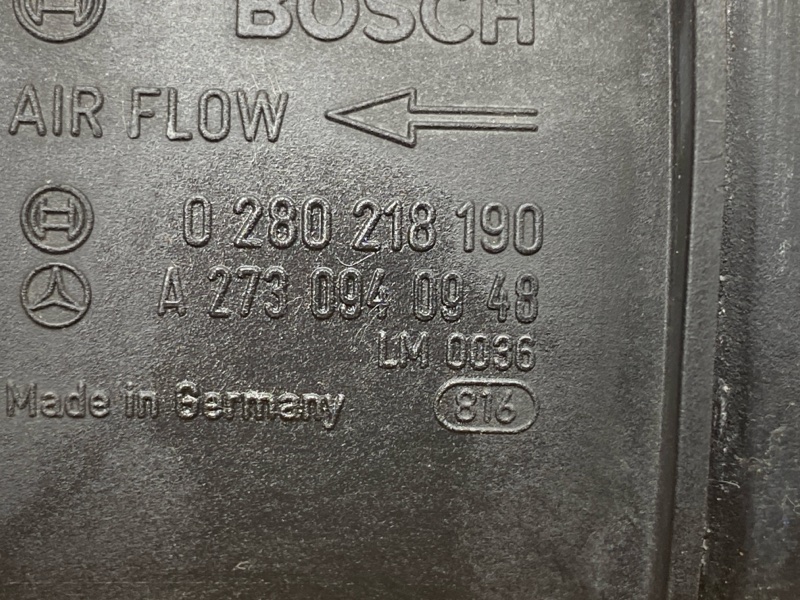 BOSCH
AIR FLOW
0 280 218 190
A 273 094 09 48
LM 0036
Made in Germany 816